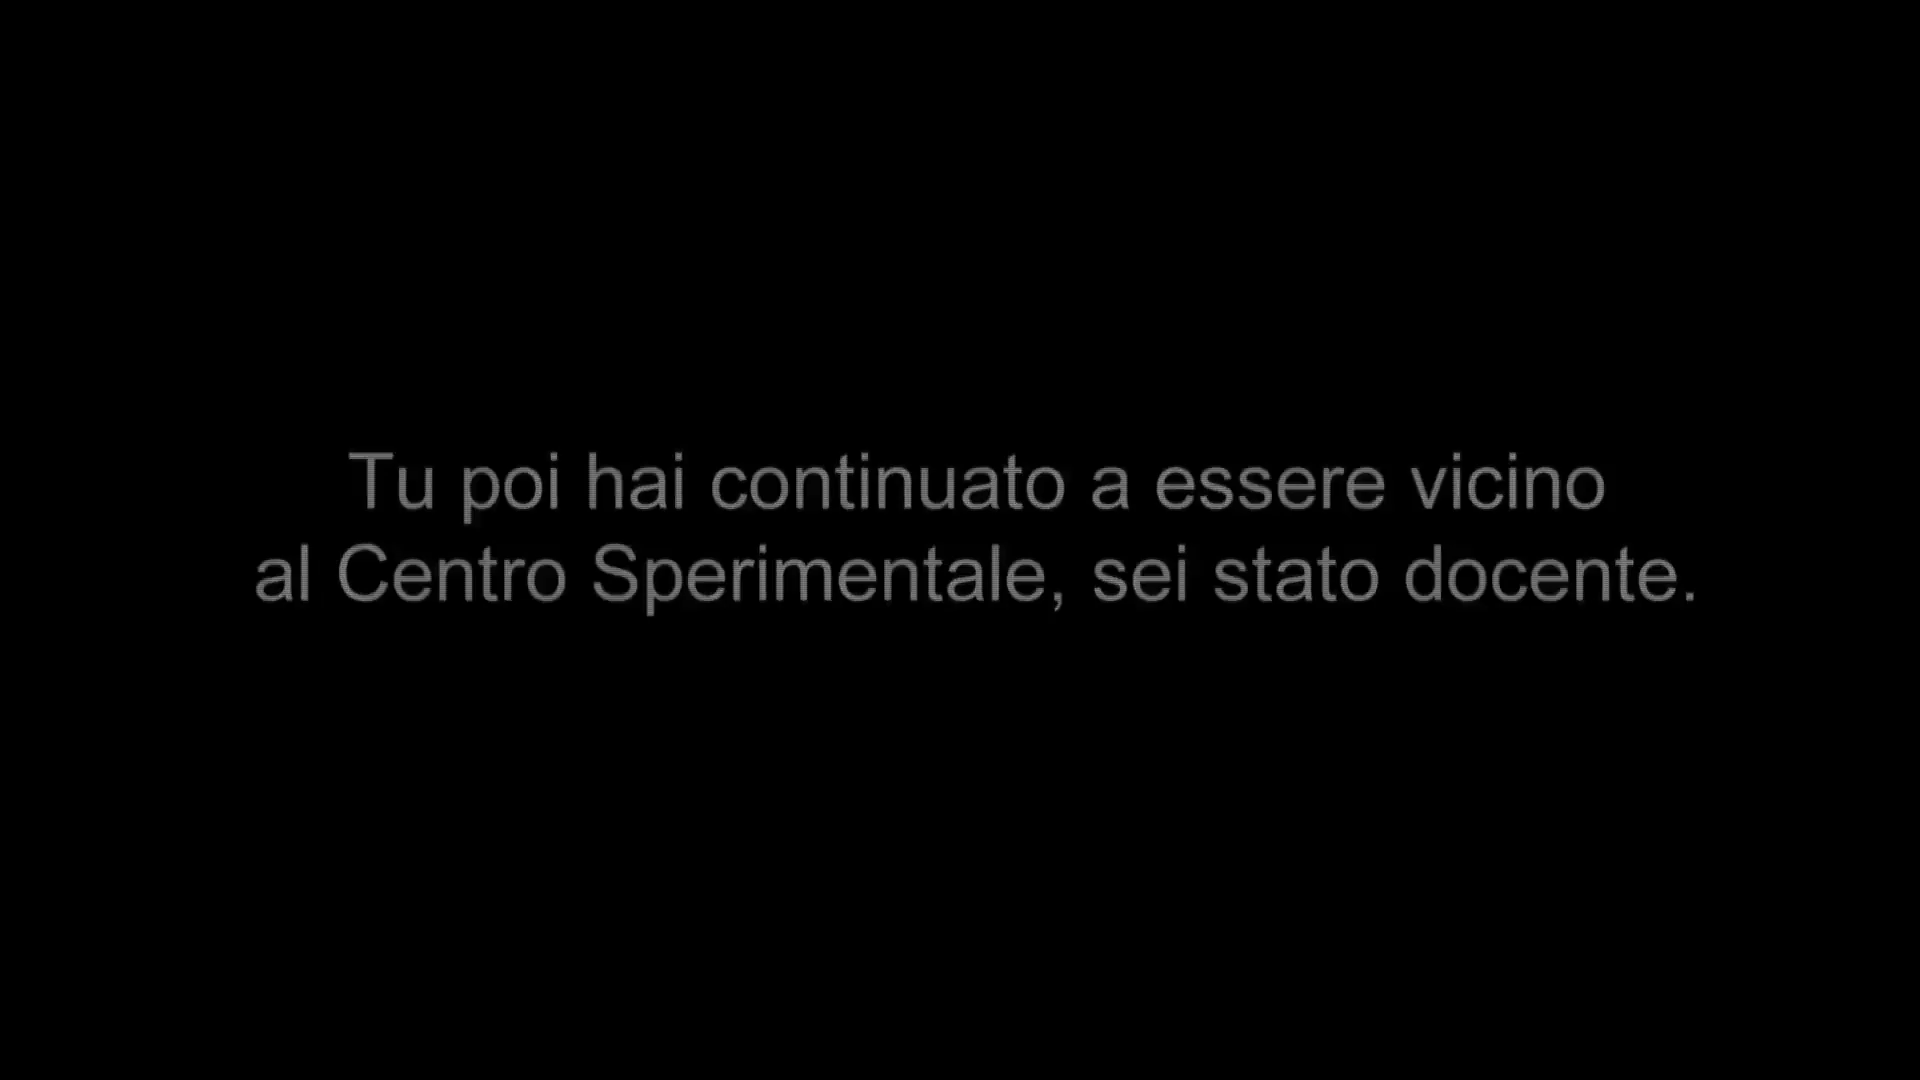 Tu poi hai continuato a essere vicino
al Centro Sperimentale, sei stato docente.